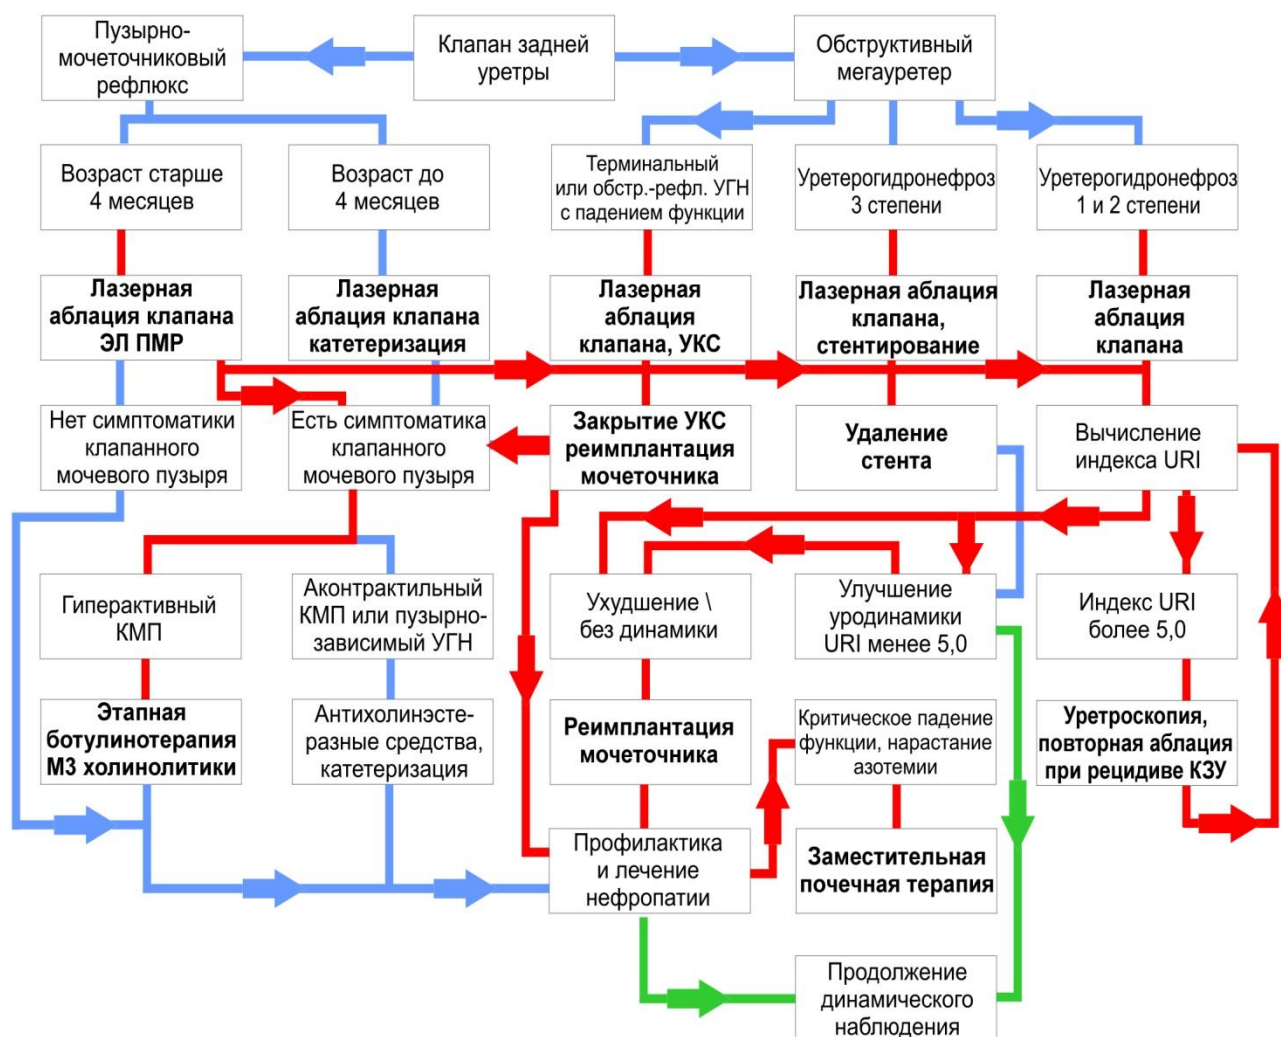 Пузырно-
мочеточниковый
рефлюкс
Клапан задней
уретры
Обструктивный
мегауретер
Возраст старше
4 месяцев
Возраст до
4 месяцев
Терминальный
или обстр.-рефл. УГН
с падением функции
Уретерогидронефроз
3 степени
Уретерогидронефроз
1 и 2 степени
Лазерная
аблация клапана
ЭЛ ПМР
Лазерная
аблация клапана
катетеризация
Лазерная
аблация
клапана, УКС
Лазерная аблация
клапана,
стентирование
Лазерная
аблация
клапана
Нет симптоматики
клапанного
мочевого пузыря
Есть симптоматика
клапанного
мочевого пузыря
Закрытие УКС
реимплантация
мочеточника
Удаление
стента
Вычисление
индекса URI
Гиперактивный
КМП
Аконтрактильный
КМП или пузырно-
зависимый УГН
Ухудшение \
без динамики
Улучшение
уродинамики
URI менее 5,0
Индекс URI
более 5,0
Этапная
ботулинотерапия
М3 холинолитики
Антихолинэсте-
разные средства,
катетеризация
Реимплантация
мочеточника
Критическое падение
функции, нарастание
азотемии
Уретроскопия,
повторная аблация
при рецидиве КЗУ
Профилактика
и лечение
нефропатии
Заместительная
почечная терапия
Продолжение
динамического
наблюдения